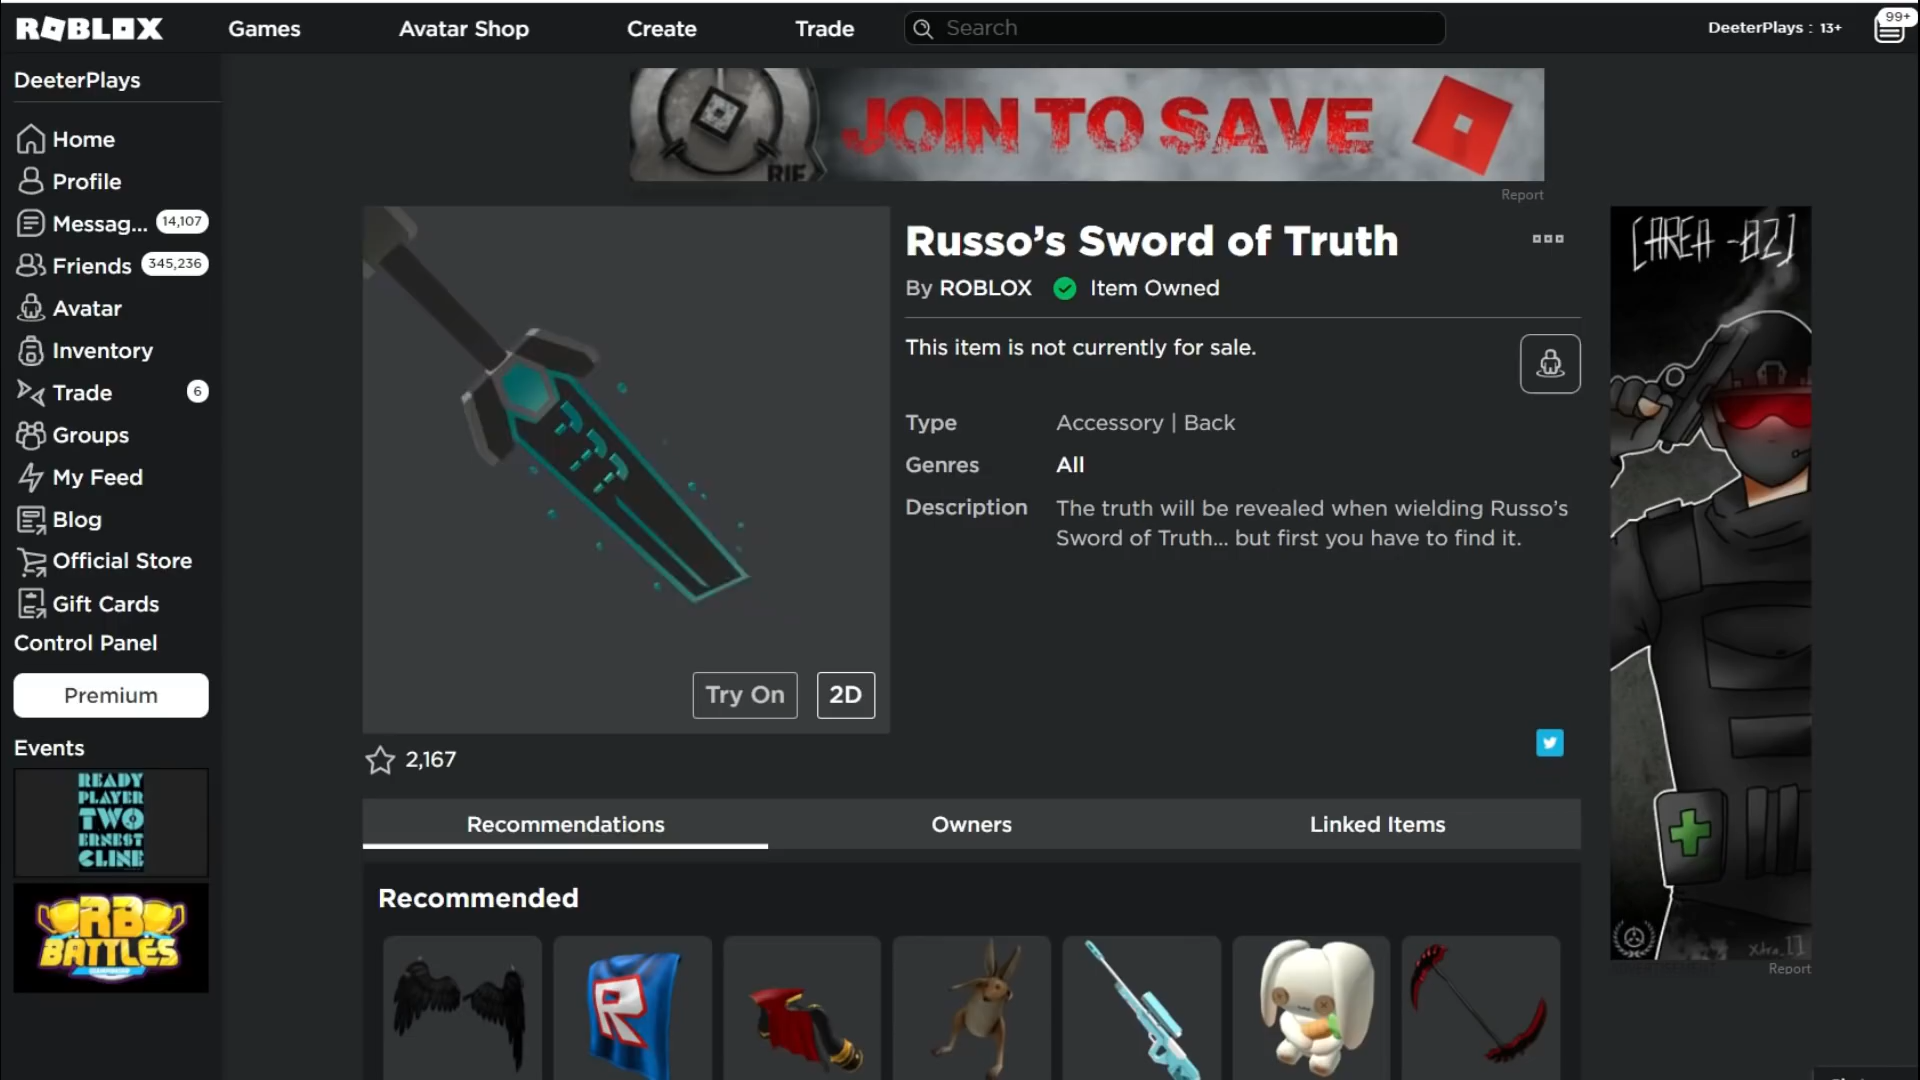 ROBLOX
Games
Avatar Shop
Create
Trade
Search
DeeterPlays : 13+
99+
DeeterPlays
Home
Profile
Messag... 14,107
Friends 345,236
Avatar
Inventory
Trade 6
Groups
My Feed
Blog
Official Store
Gift Cards
Control Panel
Premium
Events
READY
PLAYER
TWO
ERNEST
CLINE
RB
BATTLES
CHAMPIONSHIP
RIF
JOIN TO SAVE
Report
Russo’s Sword of Truth
By ROBLOX Item Owned
This item is not currently for sale.
Type Accessory | Back
Genres All
Description The truth will be revealed when wielding Russo’s
Sword of Truth... but first you have to find it.
???
Try On
2D
2,167
Recommendations
Owners
Linked Items
Recommended
R
[AREA -02]
Report